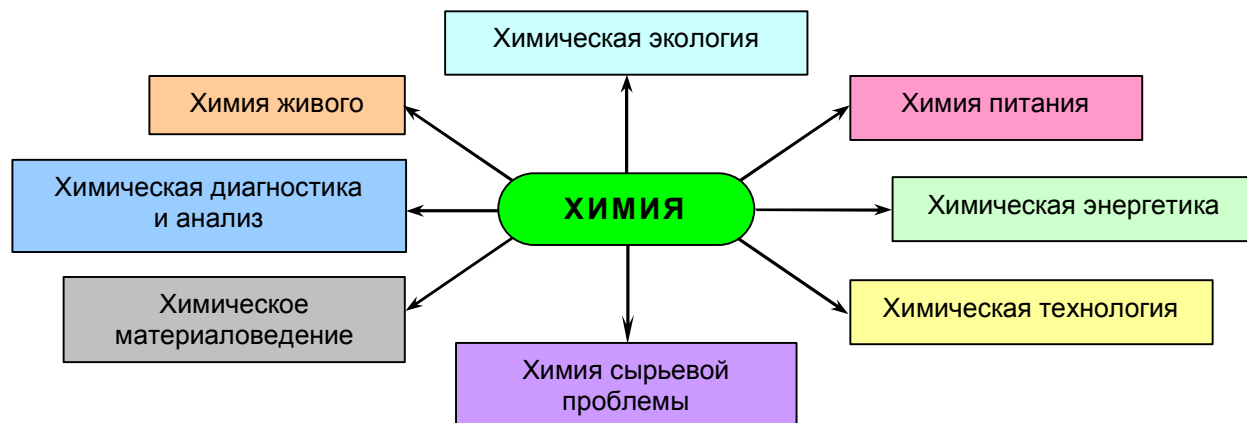 Химическая экология
Химия живого
Химия питания
Химическая диагностика
и анализ
ХИМИЯ
Химическая энергетика
Химическое
материаловедение
Химическая технология
Химия сырьевой
проблемы